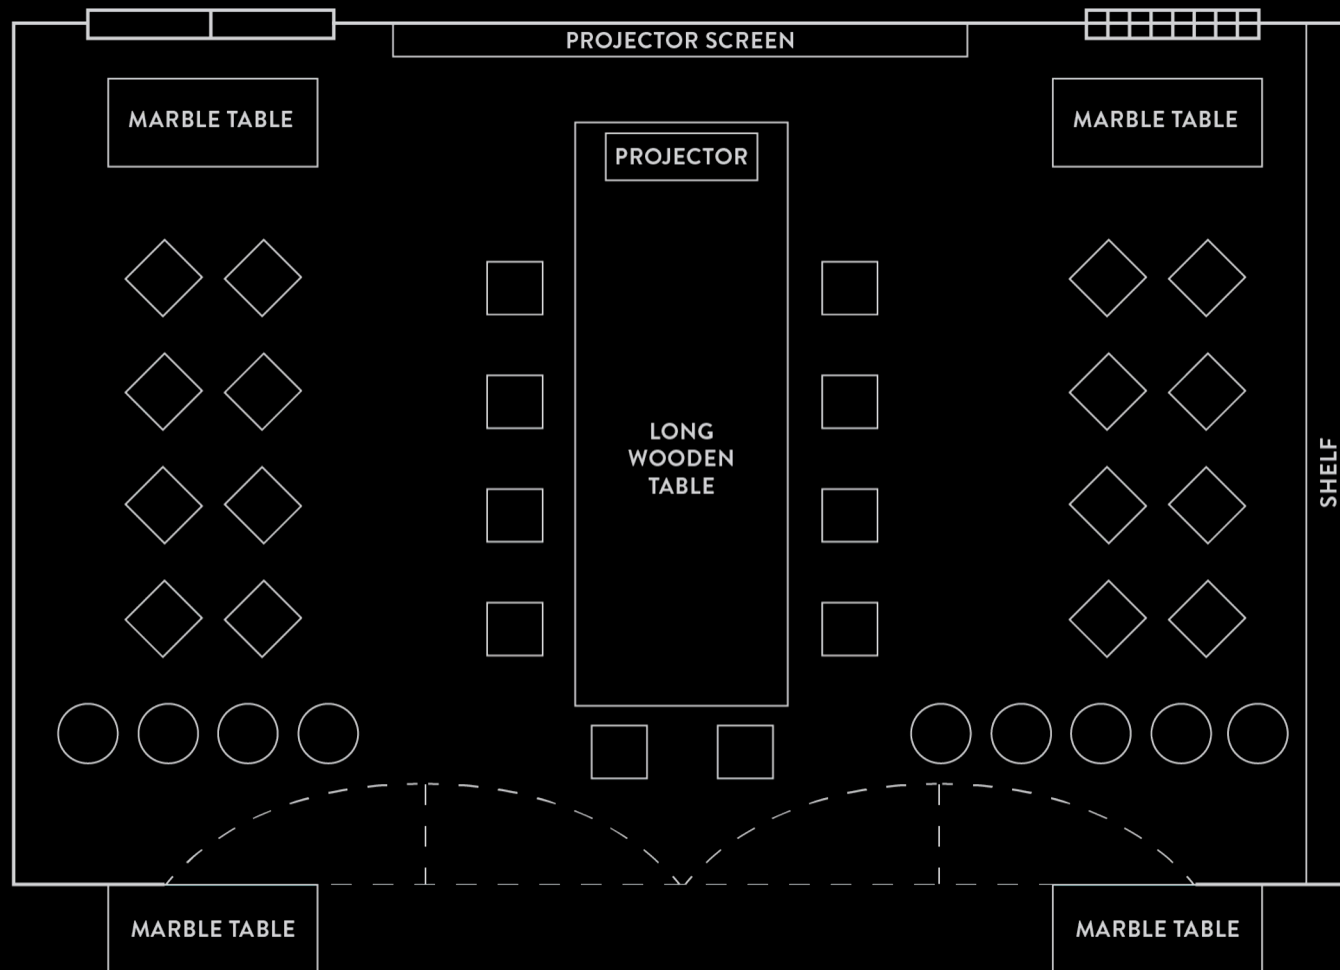 PROJECTOR SCREEN
MARBLE TABLE
MARBLE TABLE
PROJECTOR
LONG
WOODEN
TABLE
SHELF
MARBLE TABLE
MARBLE TABLE